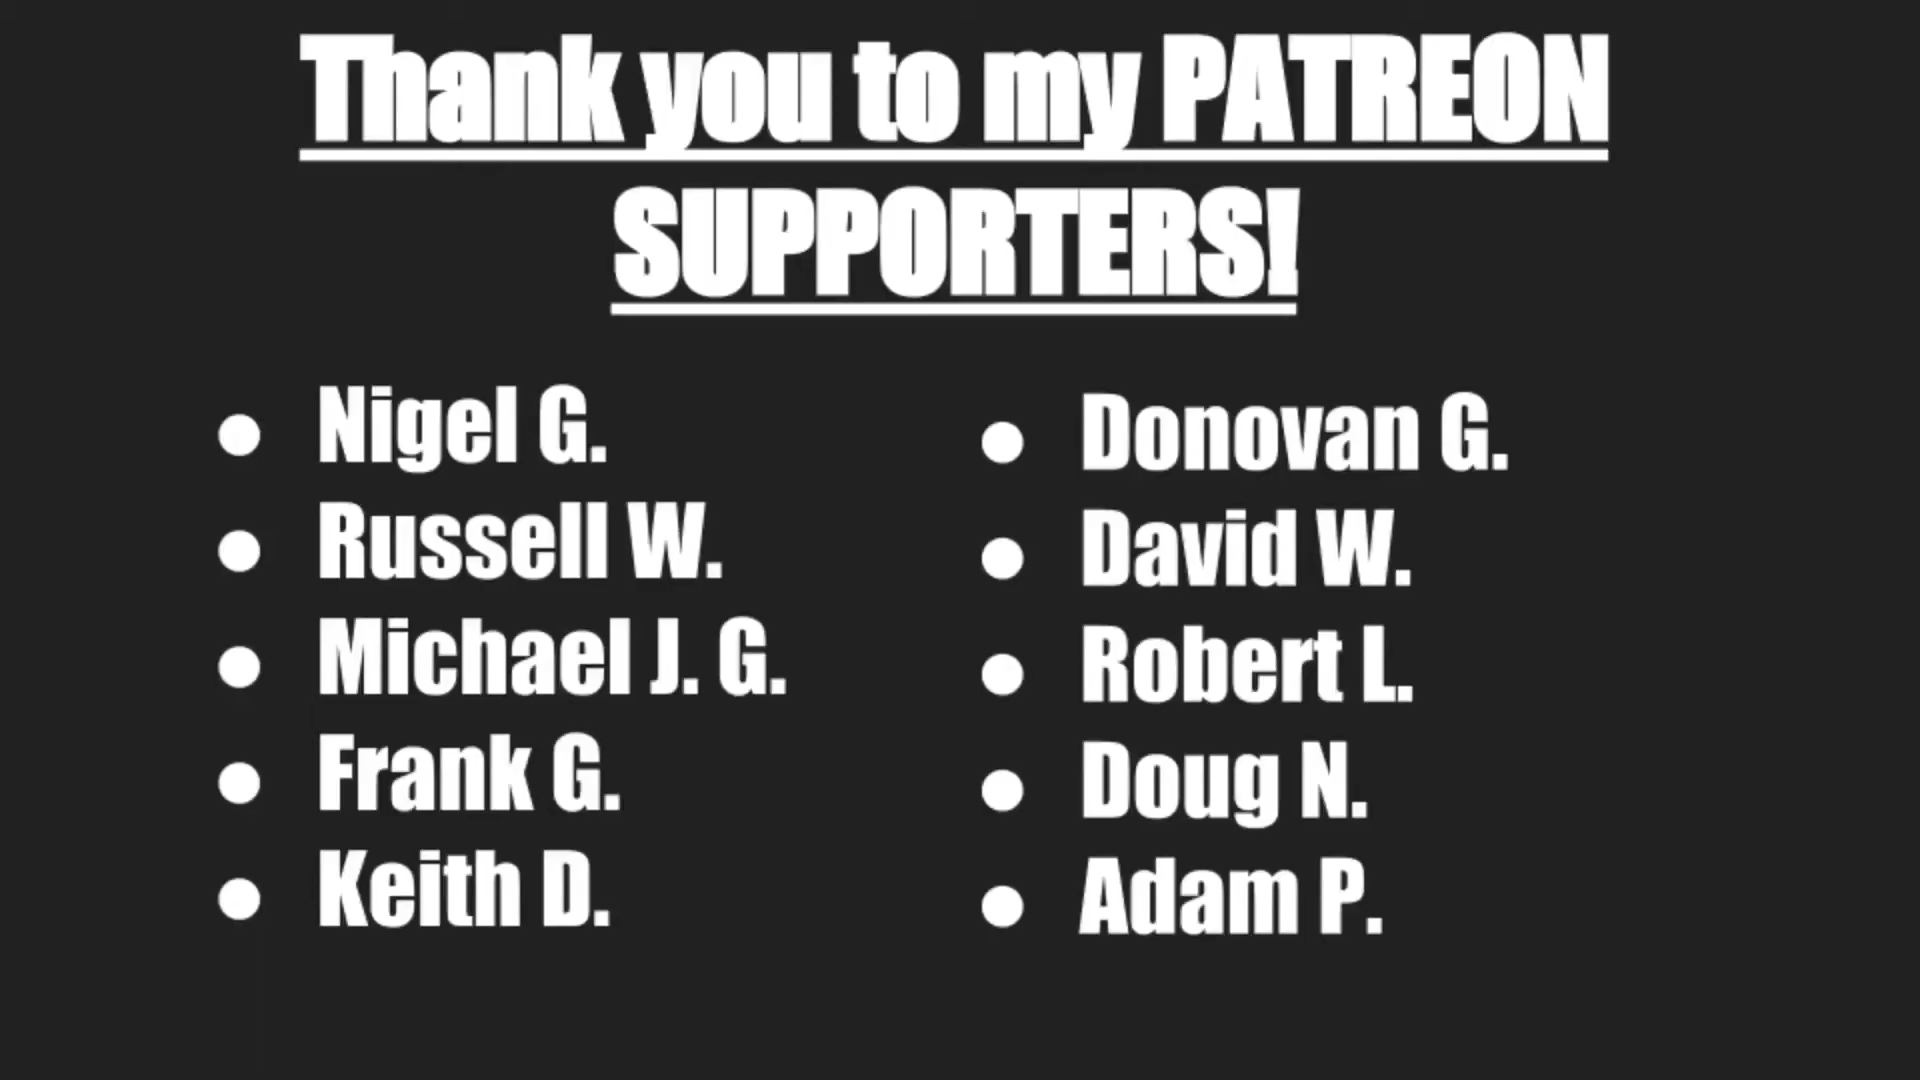 Thank you to my PATREON
SUPPORTERS!
● Nigel G.
● Russell W.
● Michael J. G.
● Frank G.
● Keith D.
● Donovan G.
● David W.
● Robert L.
● Doug N.
● Adam P.